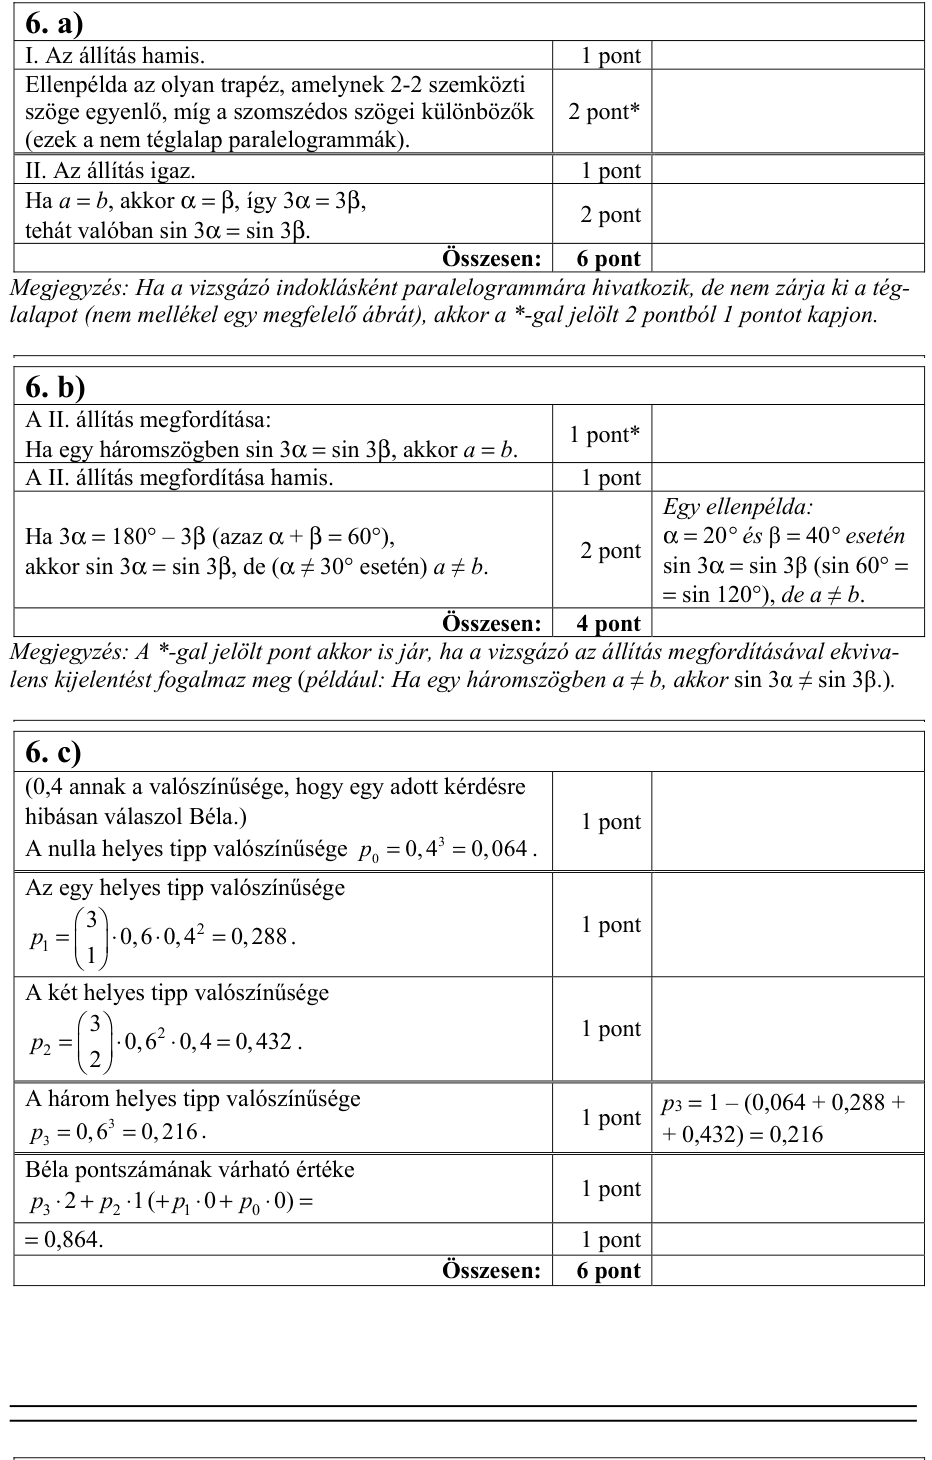 6. a)
I. Az állítás hamis. 1 pont
Ellenpélda az olyan trapéz, amelynek 2-2 szemközti
szöge egyenlő, míg a szomszédos szögei különbözők
(ezek a nem téglalap paralelogrammák).
2 pont*
II. Az állítás igaz. 1 pont
Ha a = b, akkor α = β, így 3α = 3β,
tehát valóban sin 3α = sin 3β.
2 pont
Összesen: 6 pont
Megjegyzés: Ha a vizsgázó indoklásként paralelogrammára hivatkozik, de nem zárja ki a tég-
lalapot (nem mellékel egy megfelelő ábrát), akkor a *-gal jelölt 2 pontból 1 pontot kapjon.
6. b)
A II. állítás megfordítása:
Ha egy háromszögben sin 3α = sin 3β, akkor a = b.
1 pont*
A II. állítás megfordítása hamis. 1 pont
Ha 3α = 180° – 3β (azaz α + β = 60°),
akkor sin 3α = sin 3β, de (α ≠ 30° esetén) a ≠ b.
2 pont
Egy ellenpélda:
α = 20° és β = 40° esetén
sin 3α = sin 3β (sin 60° =
= sin 120°), de a ≠ b.
Összesen: 4 pont
Megjegyzés: A *-gal jelölt pont akkor is jár, ha a vizsgázó az állítás megfordításával ekviva-
lens kijelentést fogalmaz meg (például: Ha egy háromszögben a ≠ b, akkor sin 3α ≠ sin 3β.).
6. c)
(0,4 annak a valószínűsége, hogy egy adott kérdésre
hibásan válaszol Béla.)
A nulla helyes tipp valószínűsége p₀ = 0,4³ = 0,064 .
1 pont
Az egy helyes tipp valószínűsége
p₁ = (3 1) · 0,6 · 0,4² = 0,288 .
1 pont
A két helyes tipp valószínűsége
p₂ = (3 2) · 0,6² · 0,4 = 0,432 .
1 pont
A három helyes tipp valószínűsége
p₃ = 0,6³ = 0,216 .
1 pont
p₃ = 1 – (0,064 + 0,288 +
+ 0,432) = 0,216
Béla pontszámának várható értéke
p₃ · 2 + p₂ · 1 (+ p₁ · 0 + p₀ · 0) =
1 pont
= 0,864. 1 pont
Összesen: 6 pont